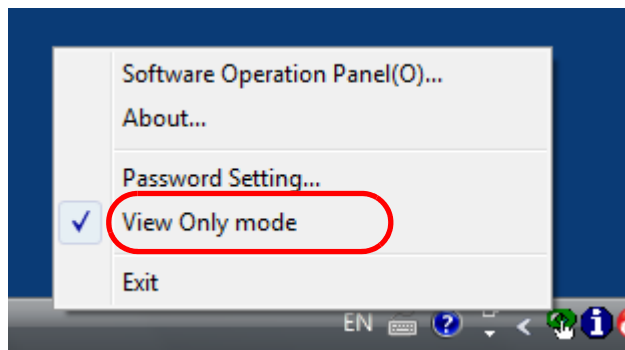 Software Operation Panel(O)...
About...
Password Setting...
View Only mode
Exit
EN